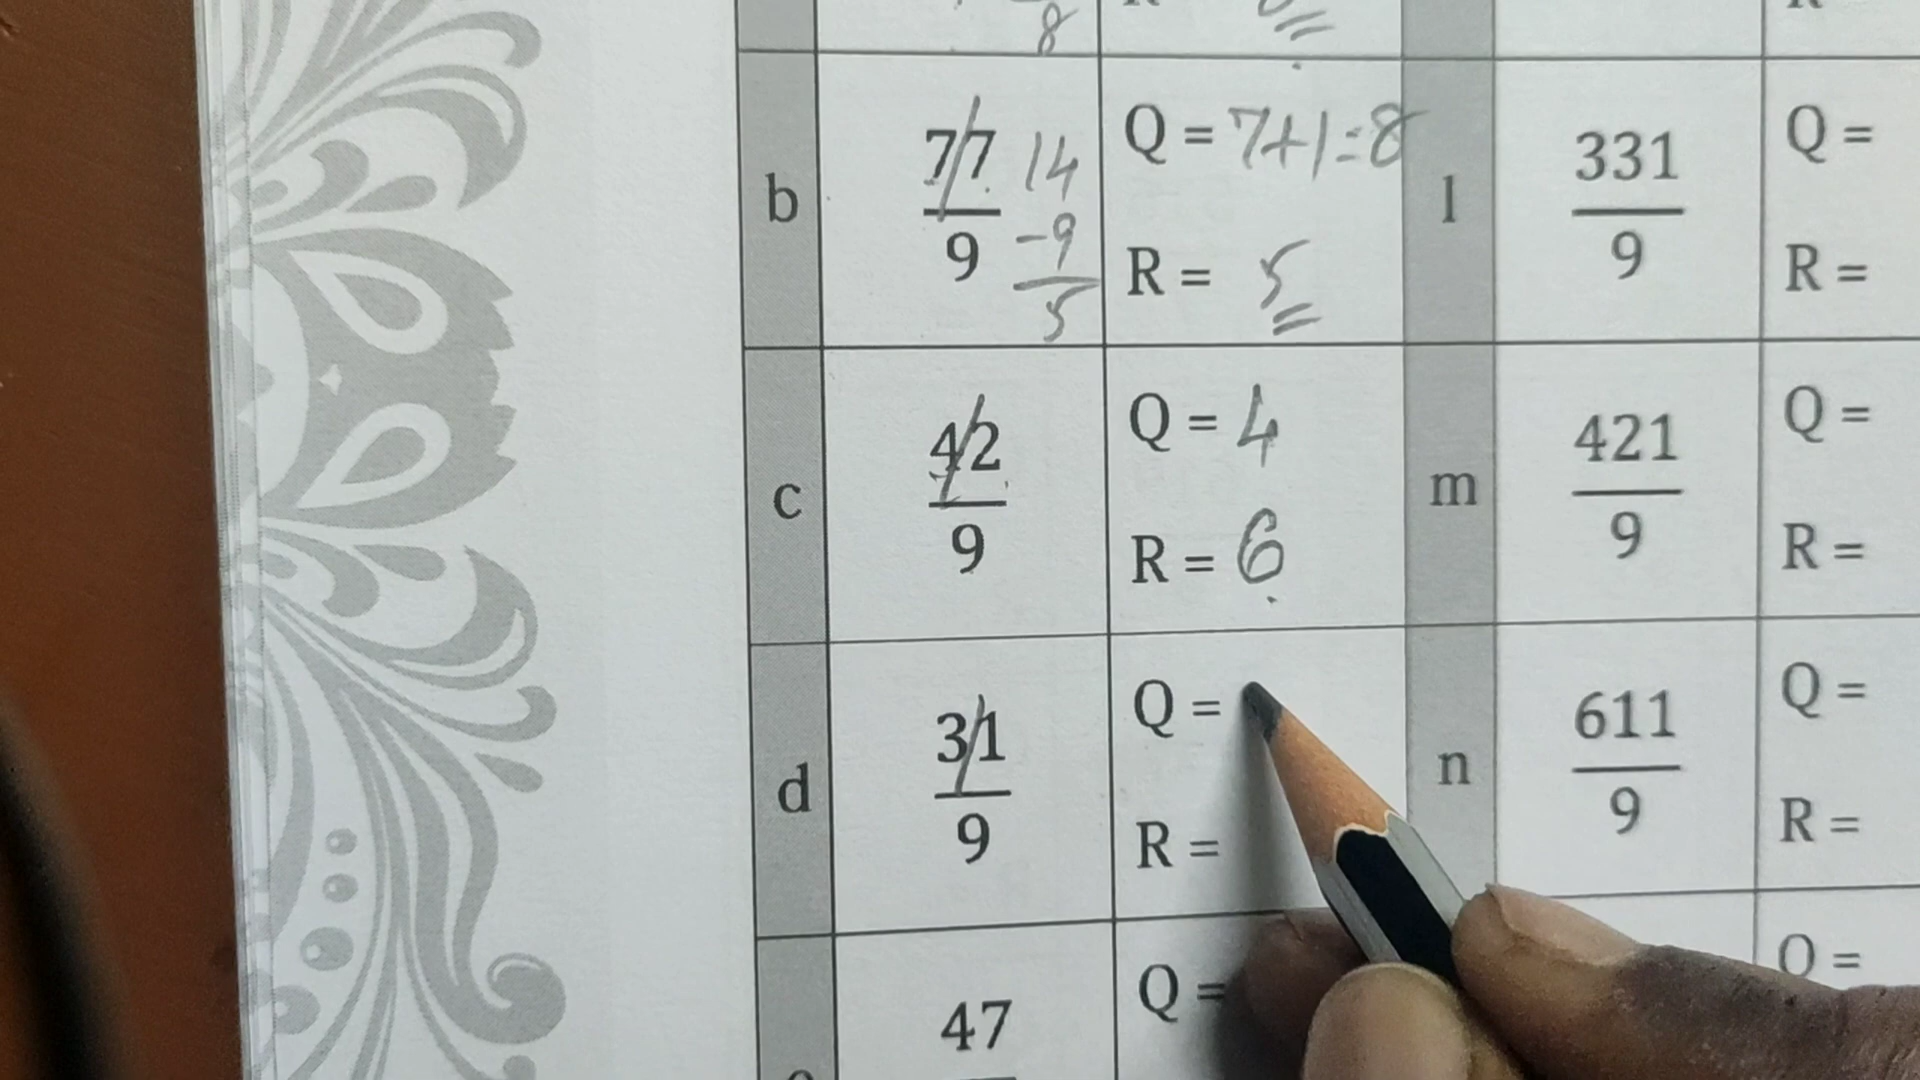 8
b 77/9 14 -9 5 Q = 7+1=8 R = 5
l 331/9 Q = R =
c 42/9 Q = 4 R = 6
m 421/9 Q = R =
d 31/9 Q = R =
n 611/9 Q = R =
47 Q =
Q =